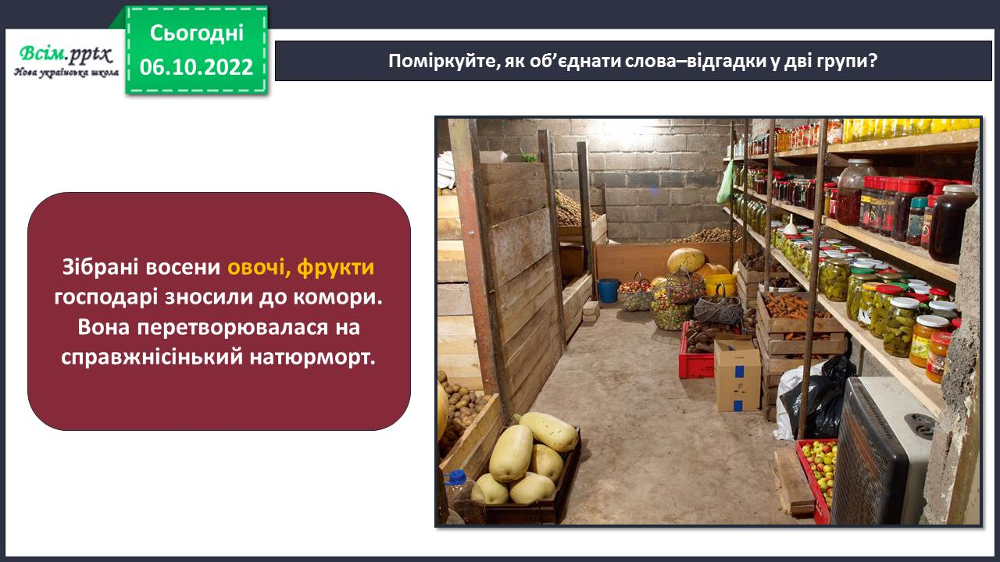 Всім.pptx
Нова українська школа
Сьогодні
06.10.2022
Поміркуйте, як об’єднати слова–відгадки у дві групи?
Зібрані восени овочі, фрукти
господарі зносили до комори.
Вона перетворювалася на
справжнісінький натюрморт.